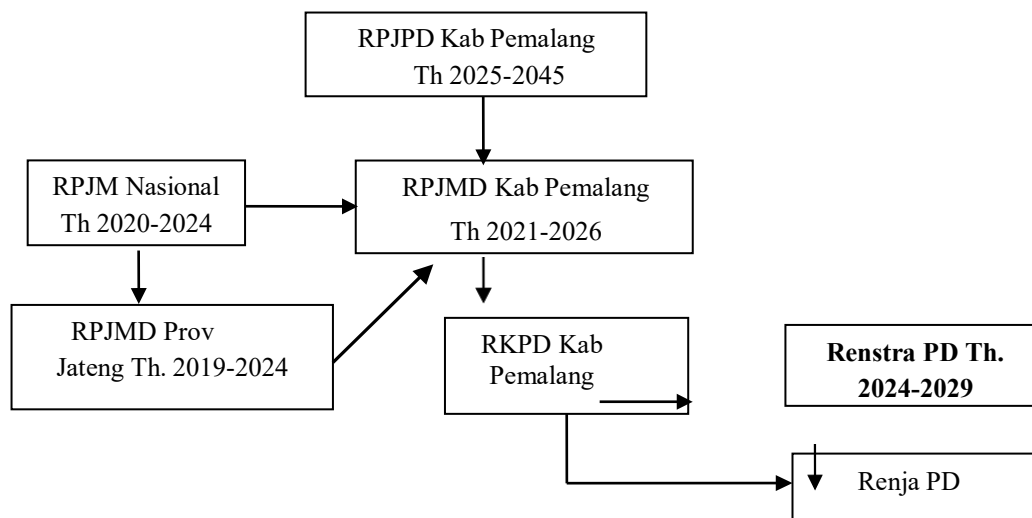 RPJPD Kab Pemalang
Th 2025-2045
RPJM Nasional
Th 2020-2024
RPJMD Kab Pemalang
Th 2021-2026
RPJMD Prov
Jateng Th. 2019-2024
RKPD Kab
Pemalang
Renstra PD Th.
2024-2029
Renja PD